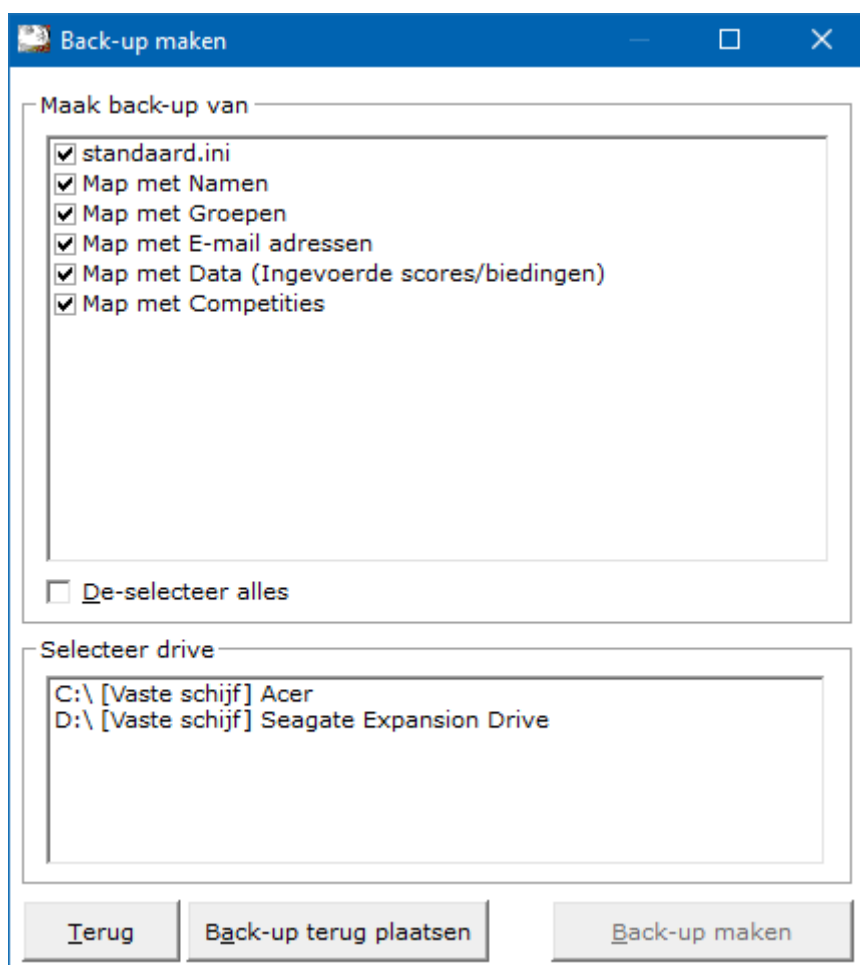 Back-up maken
Maak back-up van
standaard.ini
Map met Namen
Map met Groepen
Map met E-mail adressen
Map met Data (Ingevoerde scores/biedingen)
Map met Competities
De-selecteer alles
Selecteer drive
C:\ [Vaste schijf] Acer
D:\ [Vaste schijf] Seagate Expansion Drive
Terug Back-up terug plaatsen Back-up maken